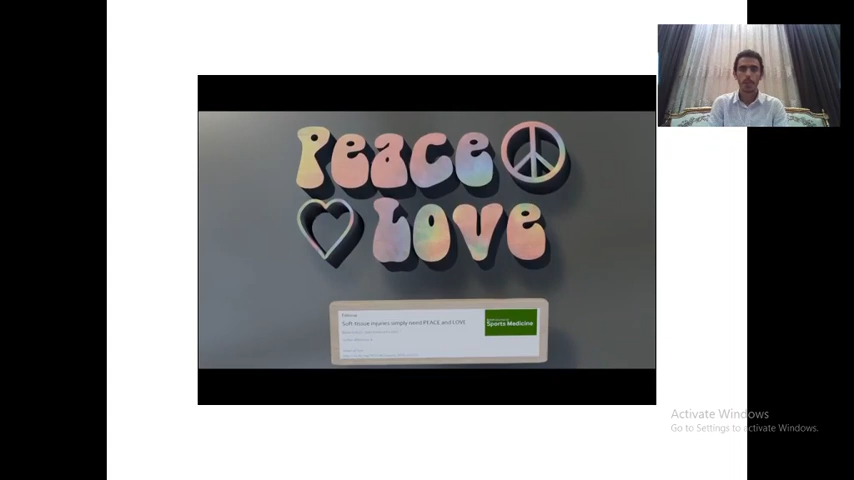 Peace
Love
Editorial
Soft tissue injuries simply need PEACE and LOVE
Sports Medicine
Activate Windows
Go to Settings to activate Windows.